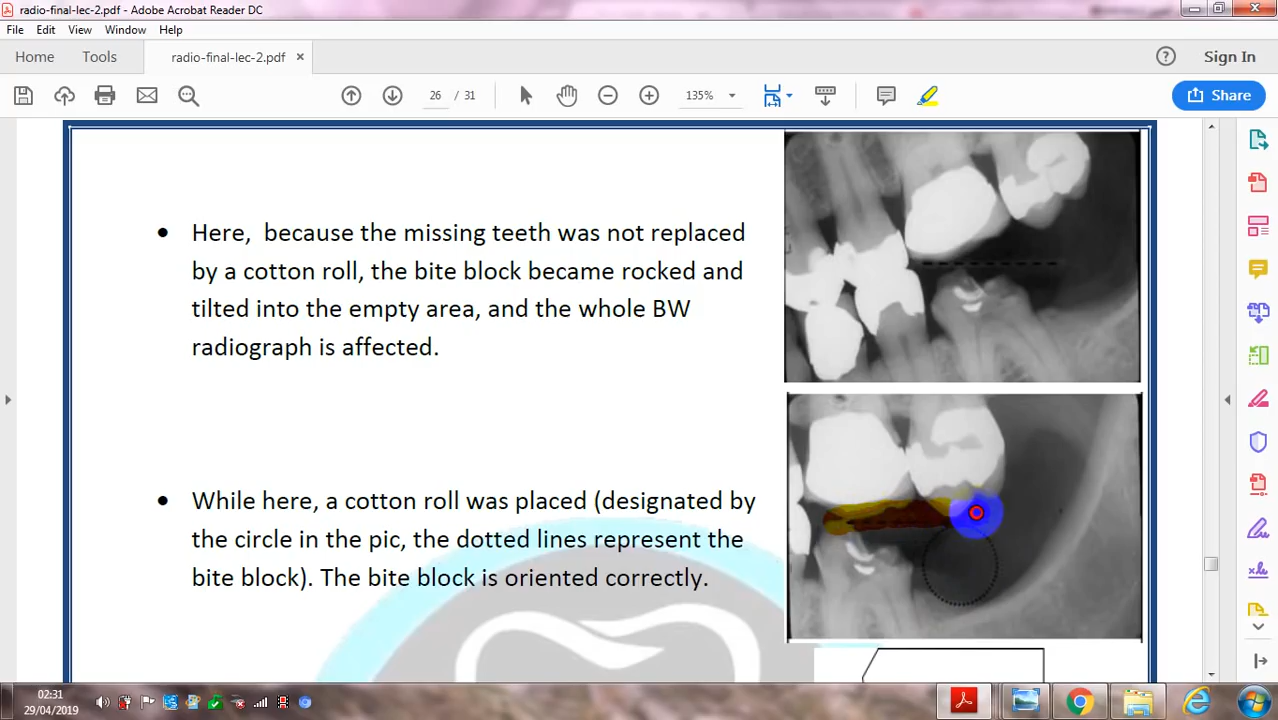 radio-final-lec-2.pdf - Adobe Acrobat Reader DC
File Edit View Window Help
Home Tools radio-final-lec-2.pdf × ? Sign In
26 / 31 135% Share
• Here, because the missing teeth was not replaced
by a cotton roll, the bite block became rocked and
tilted into the empty area, and the whole BW
radiograph is affected.
• While here, a cotton roll was placed (designated by
the circle in the pic, the dotted lines represent the
bite block). The bite block is oriented correctly.
02:31
29/04/2019